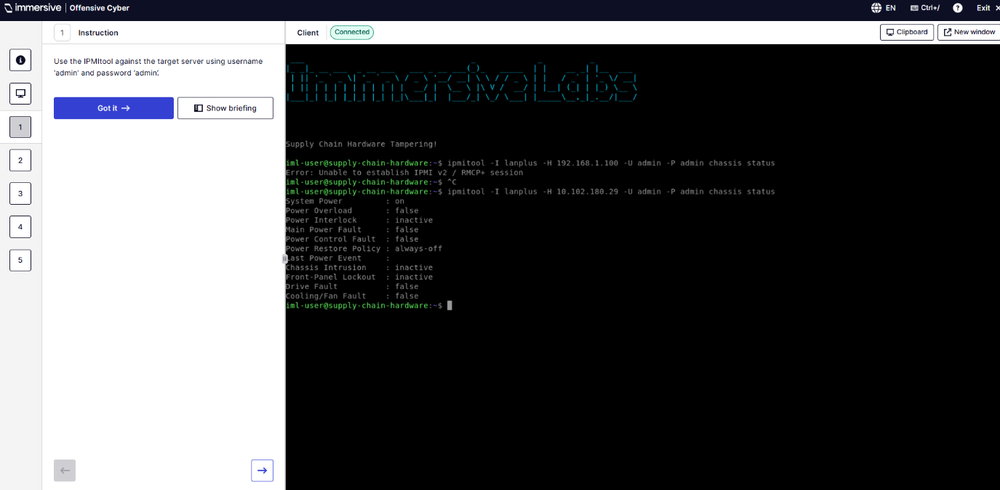 immersive | Offensive Cyber
EN
Ctrl+/
?
Exit ×
1 Instruction
Client Connected
Clipboard
New window
Use the IPMItool against the target server using username
'admin' and password ‘admin’.
Got it →
Show briefing
1
2
3
4
5
Immersive Labs
Supply Chain Hardware Tampering!
iml-user@supply-chain-hardware:~$ ipmitool -I lanplus -H 192.168.1.100 -U admin -P admin chassis status
Error: Unable to establish IPMI v2 / RMCP+ session
iml-user@supply-chain-hardware:~$ ^C
iml-user@supply-chain-hardware:~$ ipmitool -I lanplus -H 10.102.180.29 -U admin -P admin chassis status
System Power : on
Power Overload : false
Power Interlock : inactive
Main Power Fault : false
Power Control Fault : false
Power Restore Policy : always-off
Last Power Event :
Chassis Intrusion : inactive
Front-Panel Lockout : inactive
Drive Fault : false
Cooling/Fan Fault : false
iml-user@supply-chain-hardware:~$